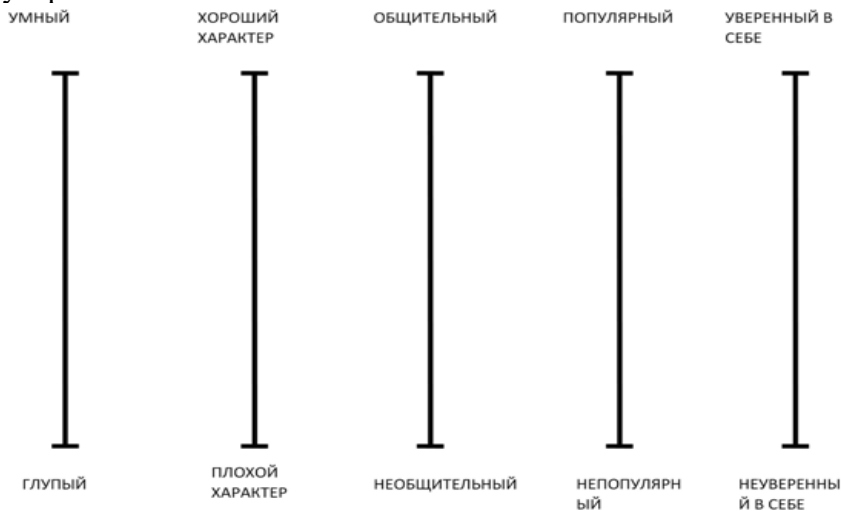 УМНЫЙ
ХОРОШИЙ
ХАРАКТЕР
ОБЩИТЕЛЬНЫЙ
ПОПУЛЯРНЫЙ
УВЕРЕННЫЙ В
СЕБЕ
ГЛУПЫЙ
ПЛОХОЙ
ХАРАКТЕР
НЕОБЩИТЕЛЬНЫЙ
НЕПОПУЛЯРН
ЫЙ
НЕУВЕРЕННЫ
Й В СЕБЕ